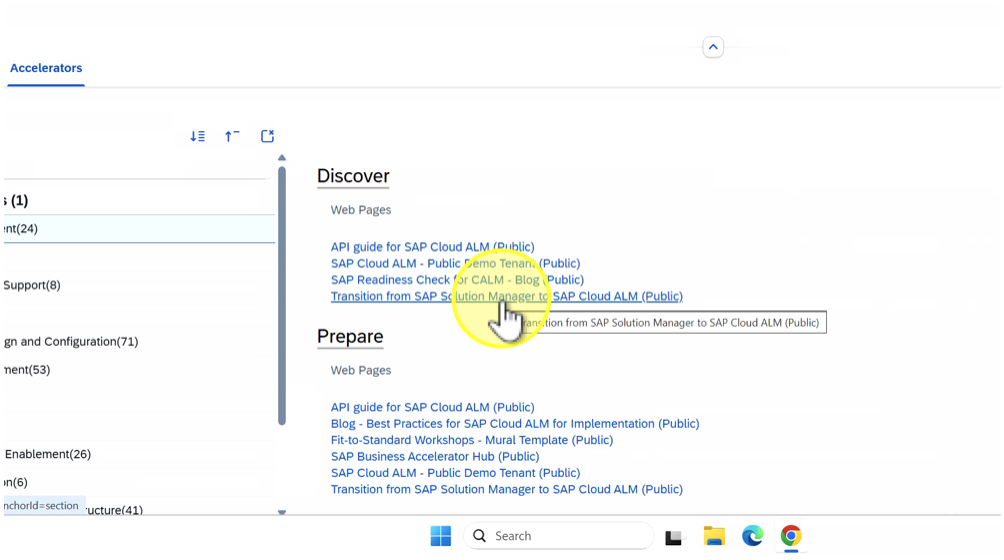 Accelerators
s (1)
ent(24)
Support(8)
gn and Configuration(71)
ment(53)
Enablement(26)
on(6)
nchorId=section
ucture(41)
Discover
Web Pages
API guide for SAP Cloud ALM (Public)
SAP Cloud ALM - Public Demo Tenant (Public)
SAP Readiness Check for CALM - Blog (Public)
Transition from SAP Solution Manager to SAP Cloud ALM (Public)
ransition from SAP Solution Manager to SAP Cloud ALM (Public)
Prepare
Web Pages
API guide for SAP Cloud ALM (Public)
Blog - Best Practices for SAP Cloud ALM for Implementation (Public)
Fit-to-Standard Workshops - Mural Template (Public)
SAP Business Accelerator Hub (Public)
SAP Cloud ALM - Public Demo Tenant (Public)
Transition from SAP Solution Manager to SAP Cloud ALM (Public)
Search